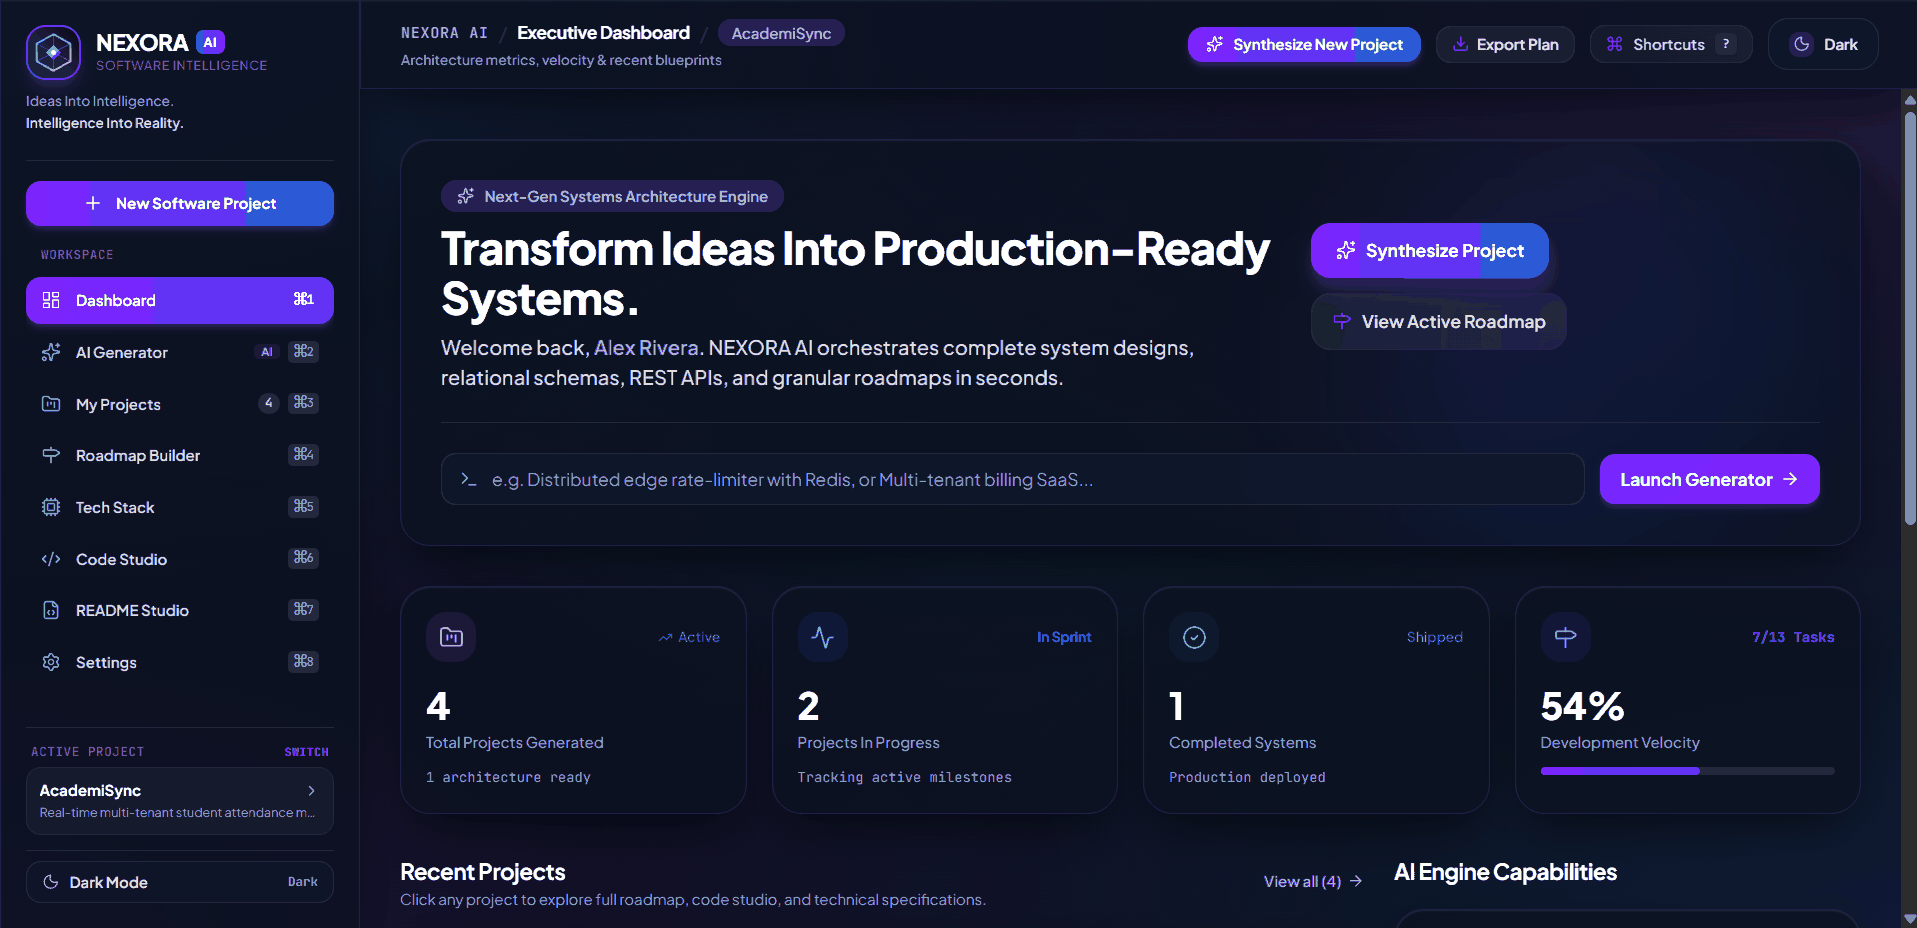 NEXORA AI
SOFTWARE INTELLIGENCE
Ideas Into Intelligence.
Intelligence Into Reality.
New Software Project
WORKSPACE
Dashboard ⌘1
AI Generator AI ⌘2
My Projects 4 ⌘3
Roadmap Builder ⌘4
Tech Stack ⌘5
Code Studio ⌘6
README Studio ⌘7
Settings ⌘8
ACTIVE PROJECT SWITCH
AcademiSync
Real-time multi-tenant student attendance m...
Dark Mode Dark
NEXORA AI / Executive Dashboard / AcademiSync
Architecture metrics, velocity & recent blueprints
Synthesize New Project
Export Plan
⌘ Shortcuts ?
Dark
Next-Gen Systems Architecture Engine
Transform Ideas Into Production-Ready
Systems.
Welcome back, Alex Rivera. NEXORA AI orchestrates complete system designs,
relational schemas, REST APIs, and granular roadmaps in seconds.
Synthesize Project
View Active Roadmap
e.g. Distributed edge rate-limiter with Redis, or Multi-tenant billing SaaS...
Launch Generator →
Active
4
Total Projects Generated
1 architecture ready
In Sprint
2
Projects In Progress
Tracking active milestones
Shipped
1
Completed Systems
Production deployed
7/13 Tasks
54%
Development Velocity
Recent Projects
Click any project to explore full roadmap, code studio, and technical specifications.
View all (4) →
AI Engine Capabilities